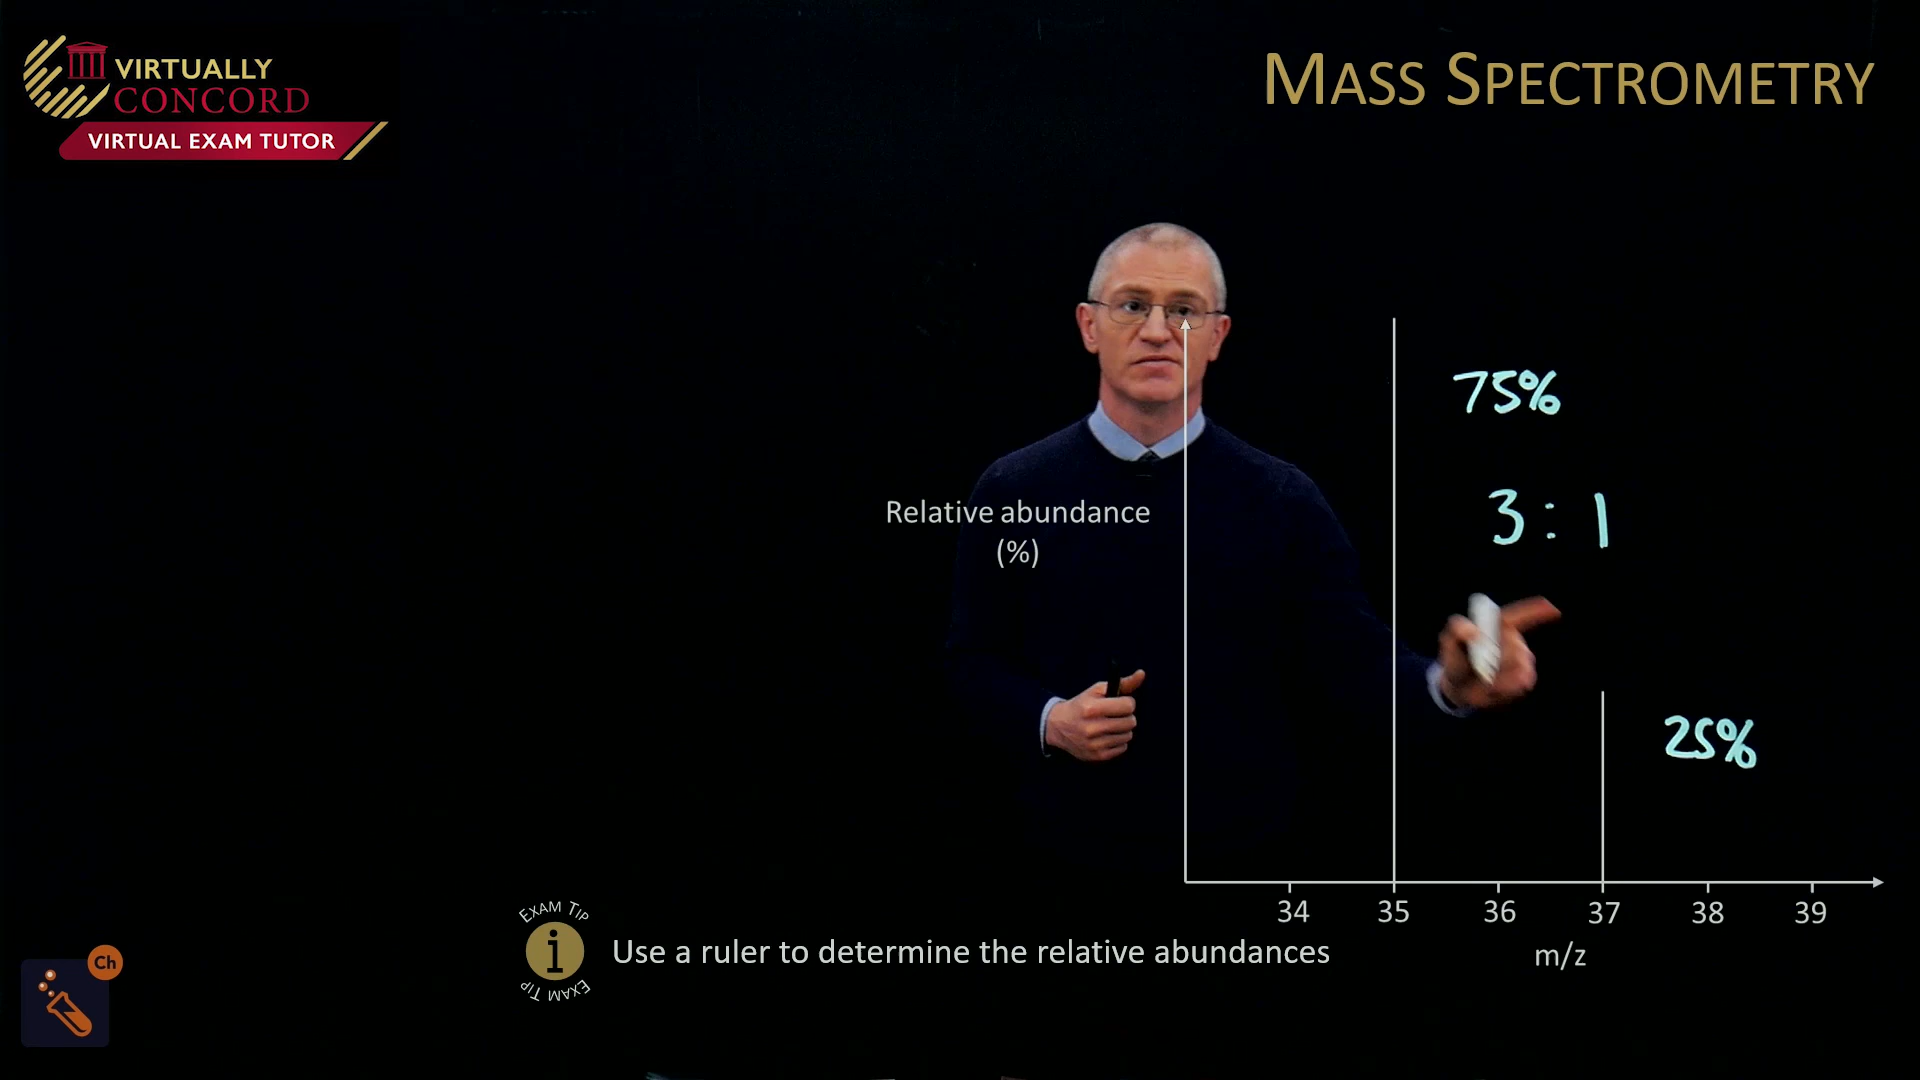 VIRTUALLY
CONCORD
VIRTUAL EXAM TUTOR
MASS SPECTROMETRY
75%
Relative abundance
(%)
3 : 1
25%
34 35 36 37 38 39
m/z
EXAM TIP
i
EXAM TIP
Use a ruler to determine the relative abundances
Ch